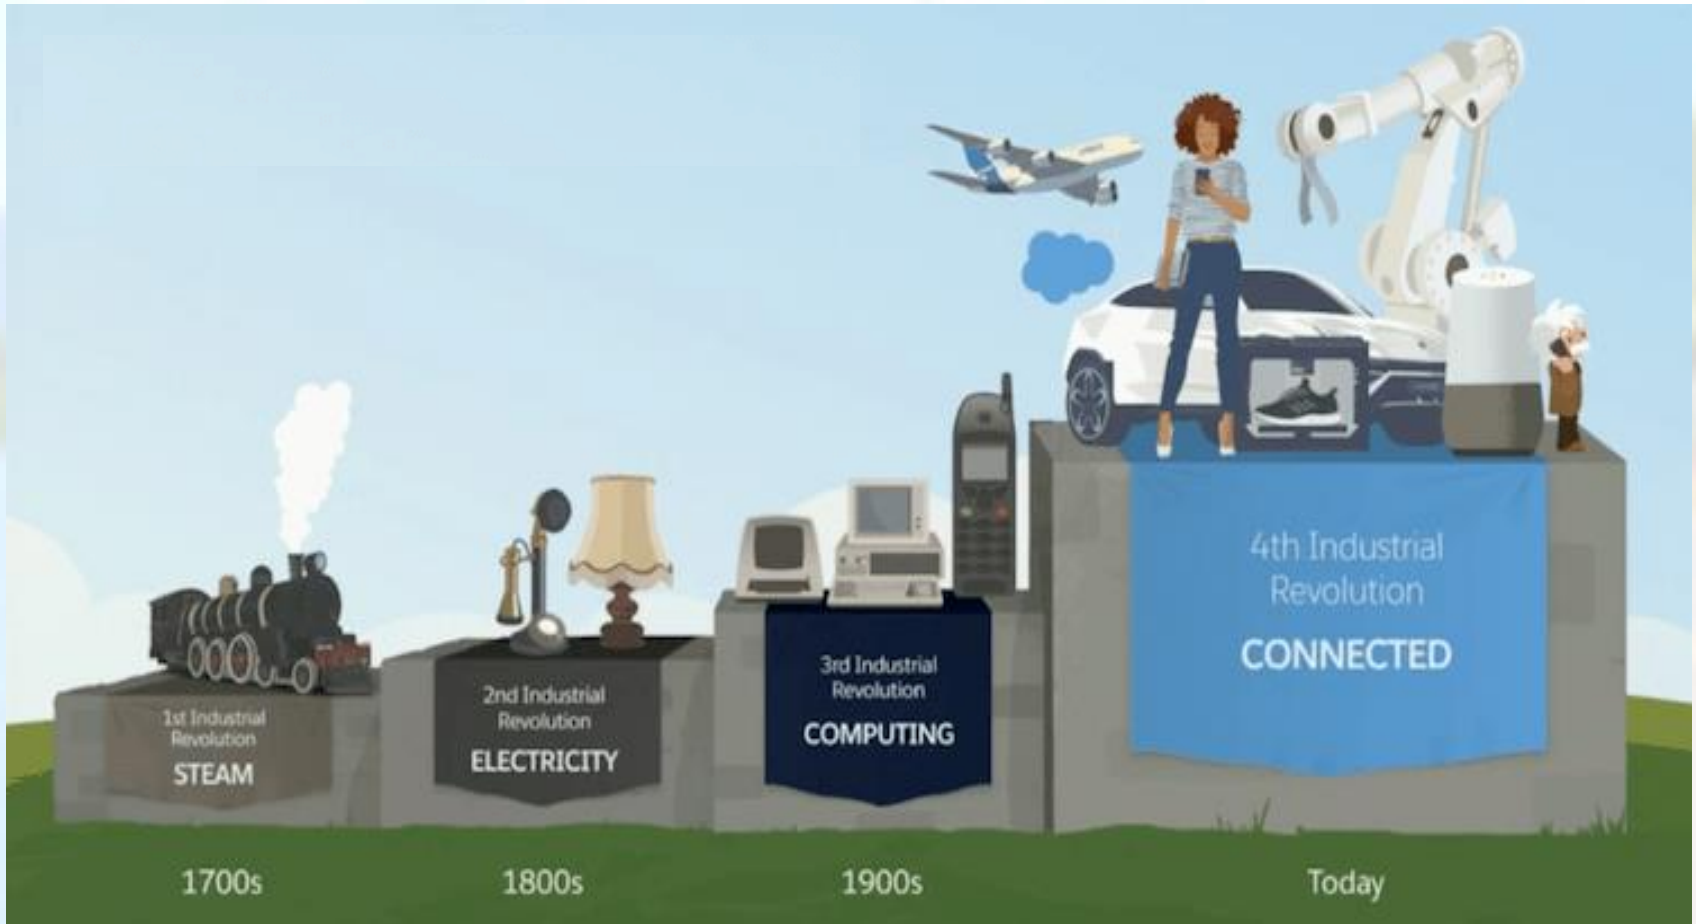 1st Industrial
Revolution
STEAM
2nd Industrial
Revolution
ELECTRICITY
3rd Industrial
Revolution
COMPUTING
4th Industrial
Revolution
CONNECTED
1700s
1800s
1900s
Today